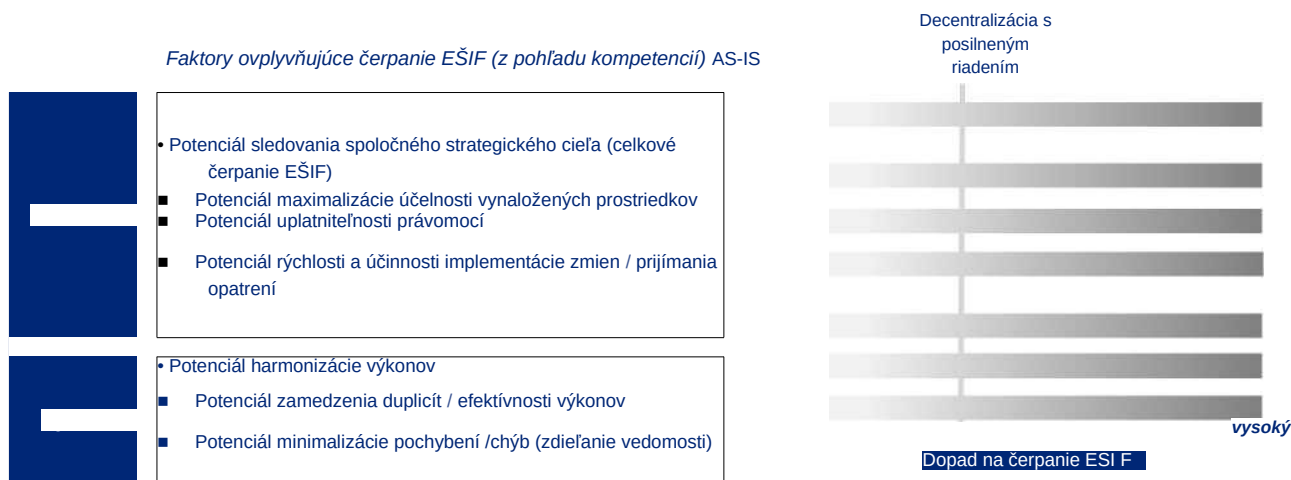 Decentralizácia s
posilneným
riadením
Faktory ovplyvňujúce čerpanie EŠIF (z pohľadu kompetencií) AS-IS
• Potenciál sledovania spoločného strategického cieľa (celkové
čerpanie EŠIF)
■ Potenciál maximalizácie účelnosti vynaložených prostriedkov
■ Potenciál uplatniteľnosti právomocí
■ Potenciál rýchlosti a účinnosti implementácie zmien / prijímania
opatrení
• Potenciál harmonizácie výkonov
■ Potenciál zamedzenia duplicít / efektívnosti výkonov
■ Potenciál minimalizácie pochybení /chýb (zdieľanie vedomosti)
vysoký
Dopad na čerpanie ESI F